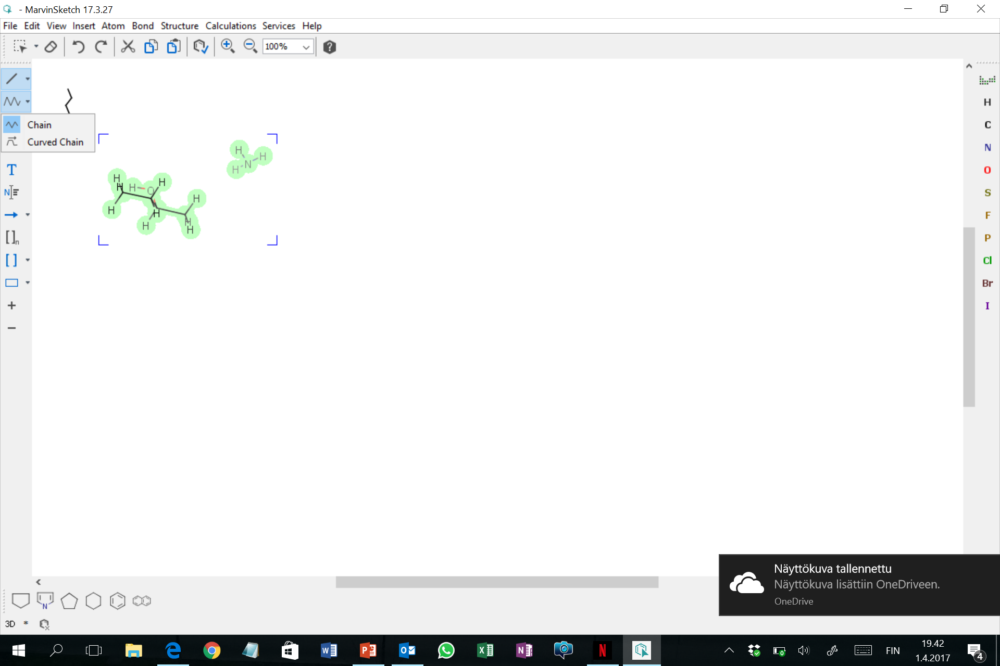 - MarvinSketch 17.3.27
File Edit View Insert Atom Bond Structure Calculations Services Help
100%
?
Chain
Curved Chain
T
N
[ ]n
[ ]
H
H
H
N
H
H
H
O
H
H
H
H
H
H
H
H
H
C
N
O
S
F
P
Cl
Br
I
N
3D *
Näyttökuva tallennettu
Näyttökuva lisättiin OneDriveen.
OneDrive
FIN
19.42
1.4.2017
4